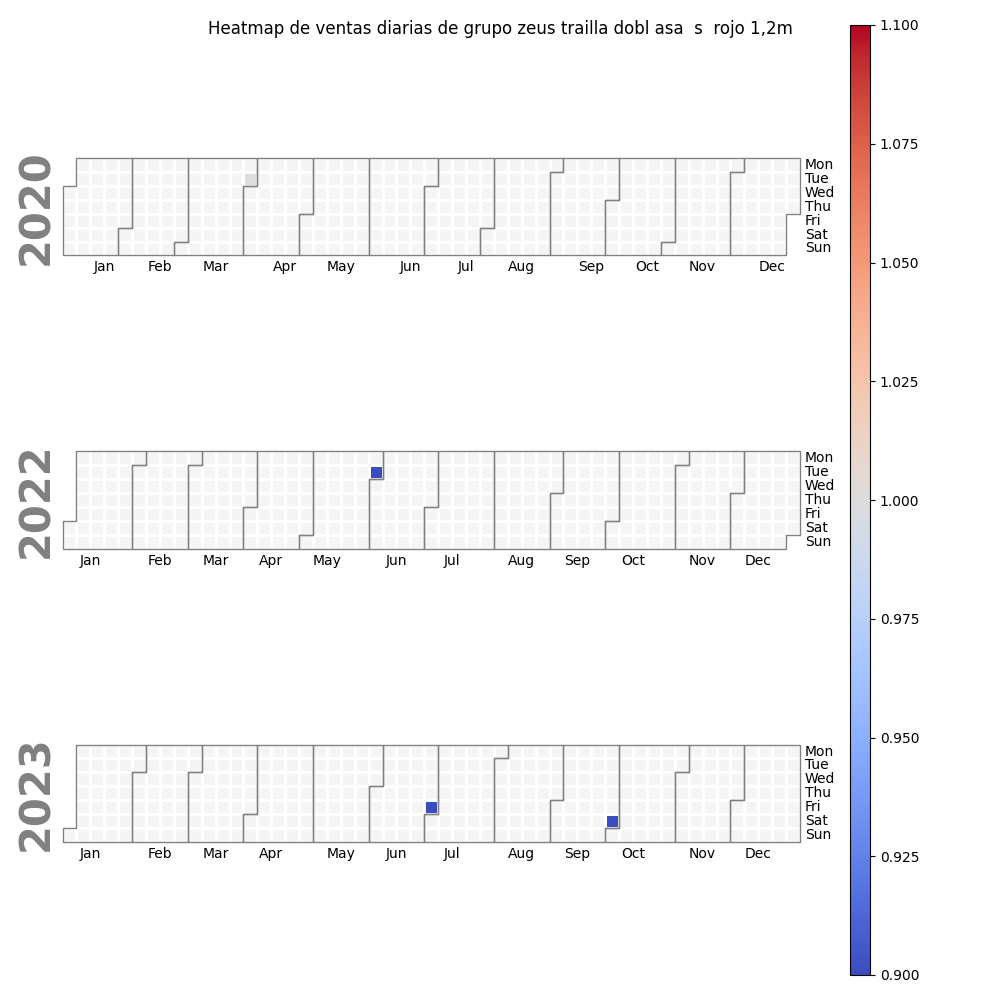 Heatmap de ventas diarias de grupo zeus trailla dobl asa  s  rojo 1,2m
2020
Mon
Tue
Wed
Thu
Fri
Sat
Sun
Jan Feb Mar Apr May Jun Jul Aug Sep Oct Nov Dec
2022
Mon
Tue
Wed
Thu
Fri
Sat
Sun
Jan Feb Mar Apr May Jun Jul Aug Sep Oct Nov Dec
2023
Mon
Tue
Wed
Thu
Fri
Sat
Sun
Jan Feb Mar Apr May Jun Jul Aug Sep Oct Nov Dec
1.100
1.075
1.050
1.025
1.000
0.975
0.950
0.925
0.900